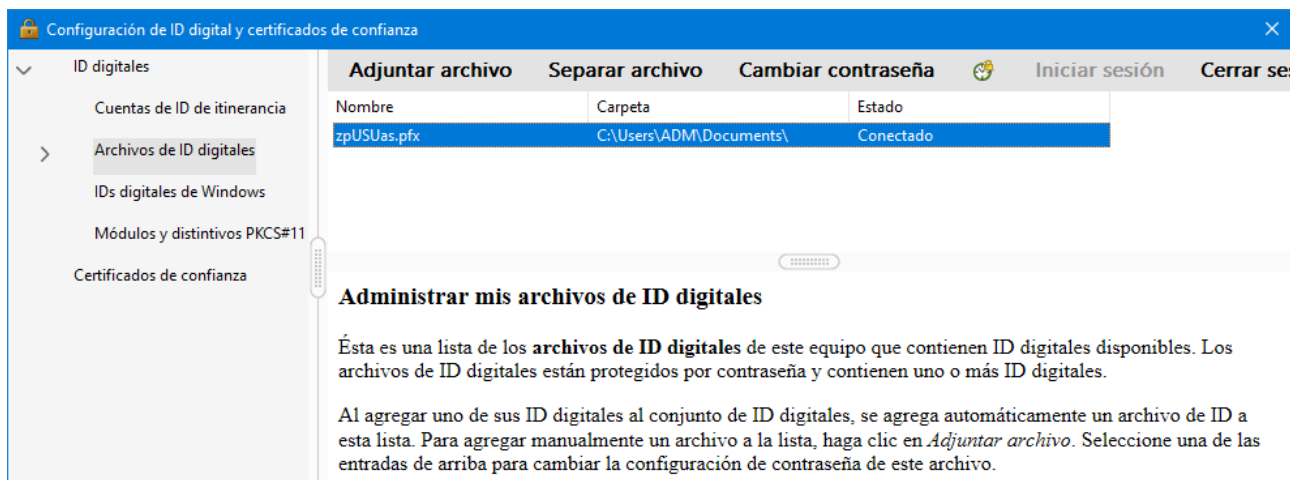 Configuración de ID digital y certificados de confianza
ID digitales
Cuentas de ID de itinerancia
Archivos de ID digitales
IDs digitales de Windows
Módulos y distintivos PKCS#11
Certificados de confianza
Adjuntar archivo Separar archivo Cambiar contraseña Iniciar sesión Cerrar se
Nombre Carpeta Estado
zpUSUas.pfx C:\Users\ADM\Documents\ Conectado
Administrar mis archivos de ID digitales
Ésta es una lista de los archivos de ID digitales de este equipo que contienen ID digitales disponibles. Los
archivos de ID digitales están protegidos por contraseña y contienen uno o más ID digitales.
Al agregar uno de sus ID digitales al conjunto de ID digitales, se agrega automáticamente un archivo de ID a
esta lista. Para agregar manualmente un archivo a la lista, haga clic en Adjuntar archivo. Seleccione una de las
entradas de arriba para cambiar la configuración de contraseña de este archivo.